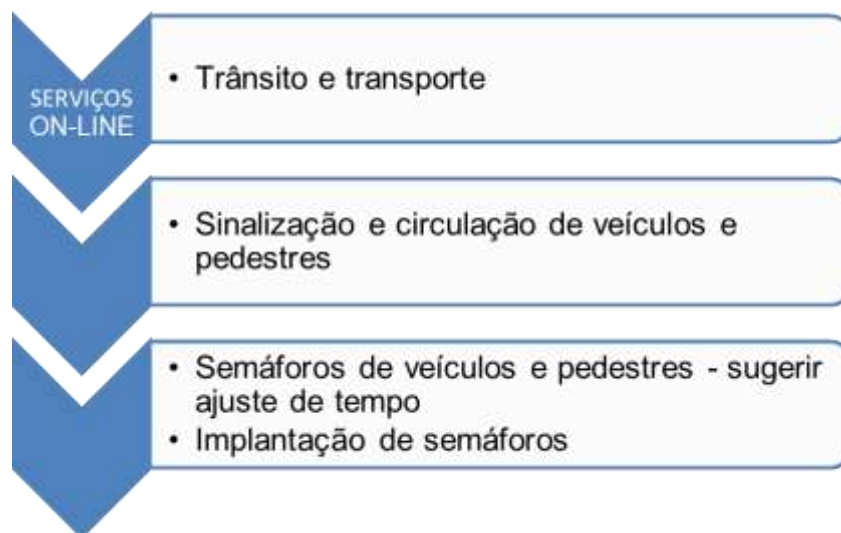 SERVIÇOS
ON-LINE
• Trânsito e transporte
• Sinalização e circulação de veículos e
pedestres
• Semáforos de veículos e pedestres - sugerir
ajuste de tempo
• Implantação de semáforos